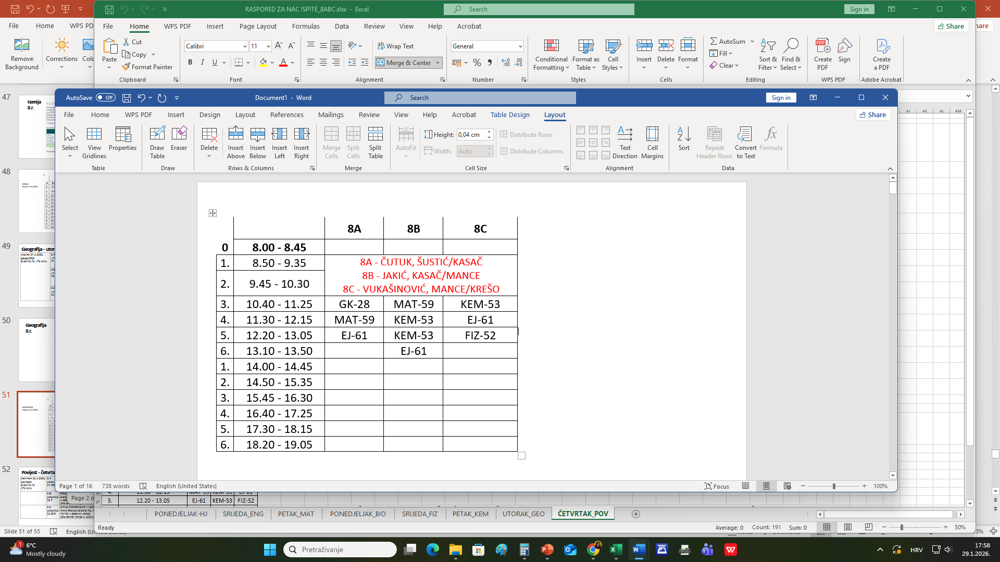 RASPORED ZA NAC ISPITE_8ABC.xlsx - Excel
Search
Sign in
File Home WPS PD
File Home WPS PDF Insert Page Layout Formulas Data Review View Help Acrobat
Share
Remove Background
Corrections
Paste
Cut
Copy
Format Painter
Clipboard
Calibri 11
Font
Wrap Text
Merge & Center
Alignment
General
Number
Conditional Formatting
Format as Table
Cell Styles
Styles
Insert Delete Format
Cells
AutoSum
Fill
Clear
Sort & Filter
Find & Select
Editing
Create PDF
Sign
WPS PDF
Create a PDF
Adobe Acrobat
AutoSave Off
Document1 - Word
Search
Sign in
File Home WPS PDF Insert Design Layout References Mailings Review View Help Acrobat Table Design Layout
Share
Select
View Gridlines
Properties
Table
Draw Table
Eraser
Draw
Delete
Insert Above
Insert Below
Insert Left
Insert Right
Rows & Columns
Merge Cells
Split Cells
Split Table
Merge
AutoFit
Height: 0,04 cm
Width: Auto
Distribute Rows
Distribute Columns
Cell Size
Text Direction
Cell Margins
Alignment
Sort
Repeat Header Rows
Convert to Text
Formula
Data
AJ AK AL AM
47
Kemija
8.r.
48
49
Geografija - utor
50
Geografija
8.r.
51
52
Povijest - četvrta
8A 8B 8C
0 8.00 - 8.45
1. 8.50 - 9.35
2. 9.45 - 10.30
8A - ČUTUK, ŠUSTIĆ/KASAČ
8B - JAKIĆ, KASAČ/MANCE
8C - VUKAŠINOVIĆ, MANCE/KREŠO
3. 10.40 - 11.25 GK-28 MAT-59 KEM-53
4. 11.30 - 12.15 MAT-59 KEM-53 EJ-61
5. 12.20 - 13.05 EJ-61 KEM-53 FIZ-52
6. 13.10 - 13.50 EJ-61
1. 14.00 - 14.45
2. 14.50 - 15.35
3. 15.45 - 16.30
4. 16.40 - 17.25
5. 17.30 - 18.15
6. 18.20 - 19.05
Page 1 of 16 738 words English (United States)
Focus
100%
Page 2 o
27 5. 12.20 - 13.05 EJ-61 KEM-53 FIZ-52
PONEDJELJAK-HJ SRIJEDA_ENG PETAK_MAT PONEDJELJAK_BIO SRIJEDA_FIZ PETAK_KEM UTORAK_GEO ČETVRTAK_POV
Ready
Average: 0 Count: 191 Sum: 0
50%
Slide 51 of 55
6°C
Mostly cloudy
1
Pretraživanje
HRV
17:58
29.1.2026.